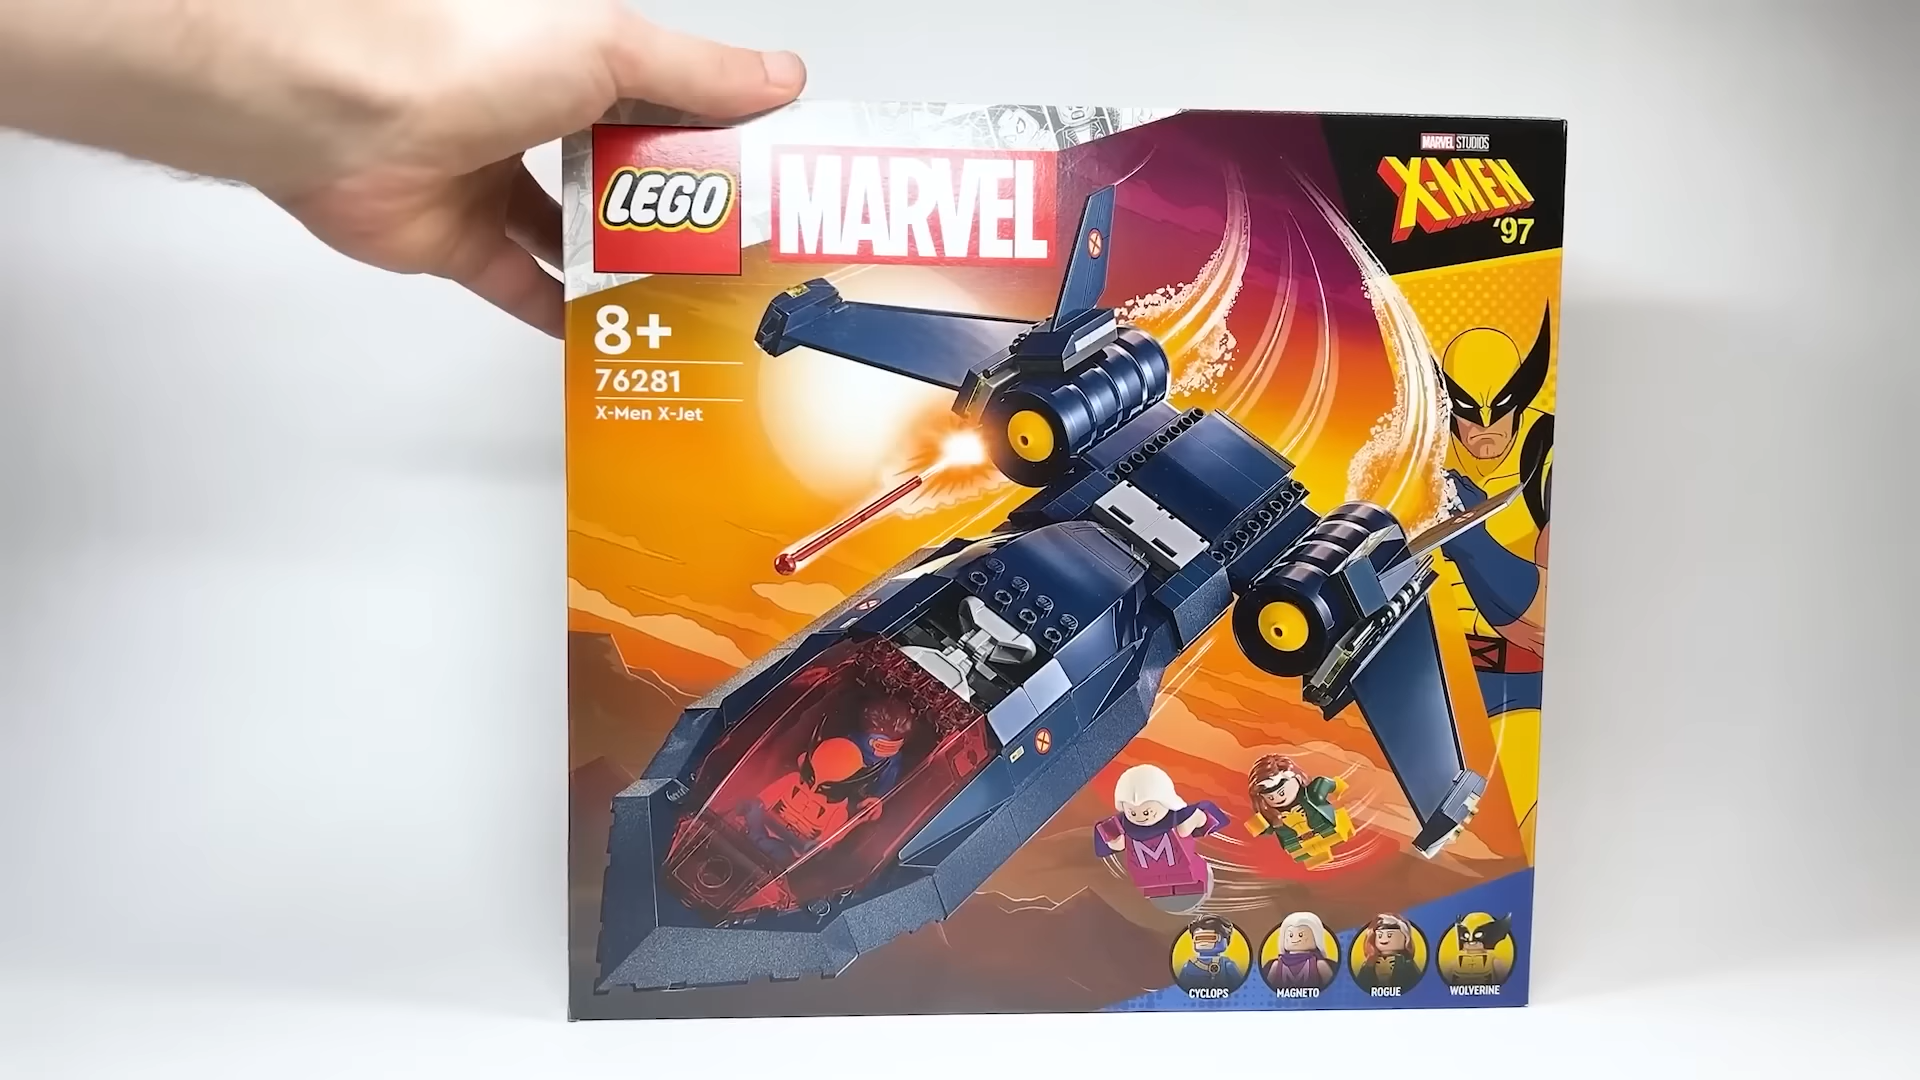 LEGO
MARVEL
MARVEL STUDIOS
X-MEN
'97
8+
76281
X-Men X-Jet
M
CYCLOPS
MAGNETO
ROGUE
WOLVERINE